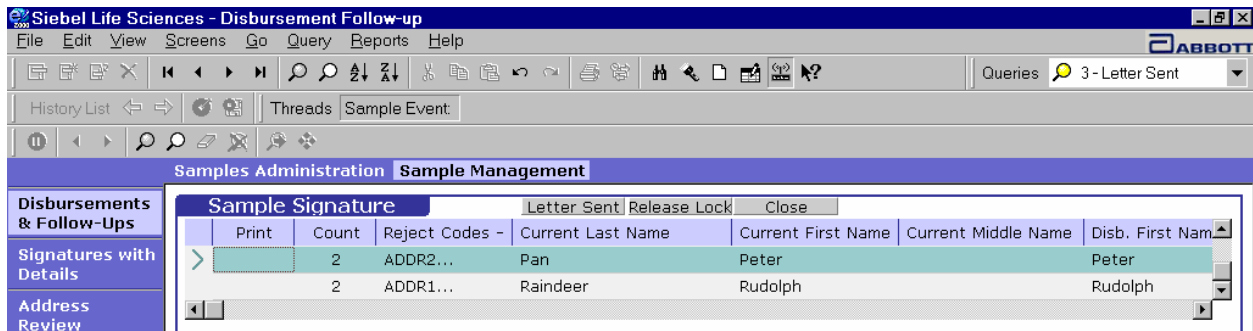 Siebel Life Sciences - Disbursement Follow-up
File Edit View Screens Go Query Reports Help
ABBOTT
Queries 3 - Letter Sent
History List Threads Sample Event:
Samples Administration Sample Management
Disbursements & Follow-Ups
Signatures with Details
Address Review
Sample Signature Letter Sent Release Lock Close
Print Count Reject Codes - Current Last Name Current First Name Current Middle Name Disb. First Nam
2 ADDR2... Pan Peter Peter
2 ADDR1... Raindeer Rudolph Rudolph